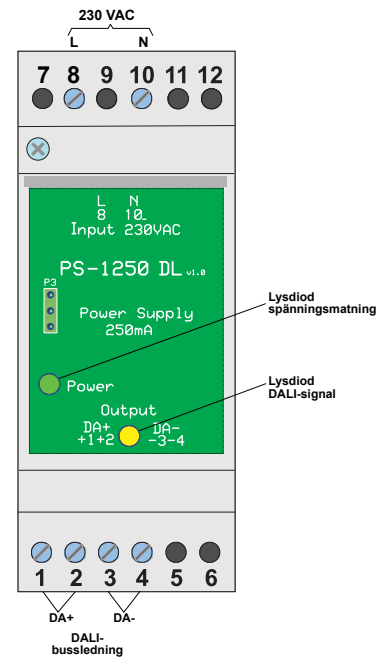 230 VAC
L N
7 8 9 10 11 12
L N
8 10_
Input 230VAC
PS-1250 DL v1.0
P3
Power Supply
250mA
Lysdiod
spänningsmatning
Power
Lysdiod
DALI-signal
Output
DA+ DA-
+1+2 -3-4
1 2 3 4 5 6
DA+ DA-
DALI-
bussledning